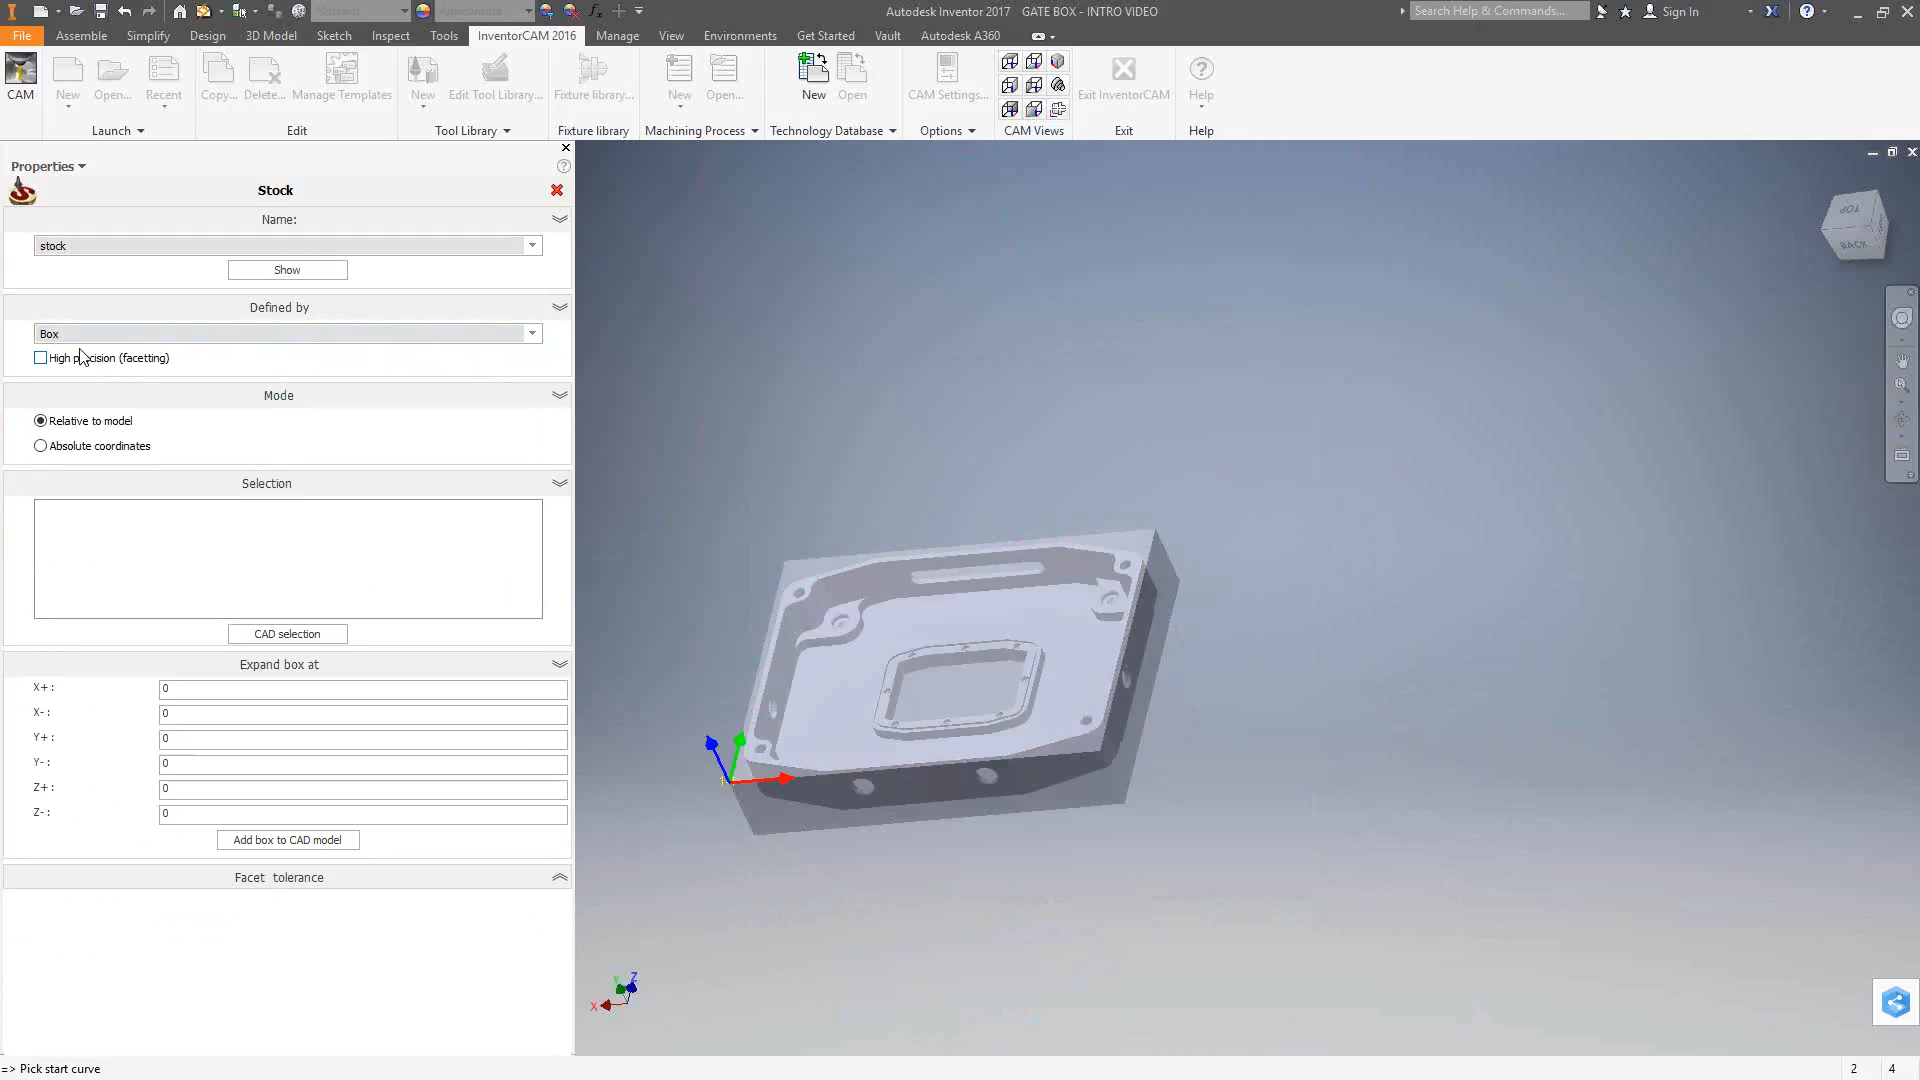 Autodesk Inventor 2017 GATE BOX - INTRO VIDEO
Search Help & Commands...
Sign In
File Assemble Simplify Design 3D Model Sketch Inspect Tools InventorCAM 2016 Manage View Environments Get Started Vault Autodesk A360
CAM New Open... Recent Copy... Delete... Manage Templates New Edit Tool Library... Fixture library... New Open... New Open CAM Settings... Exit InventorCAM Help
Launch Edit Tool Library Fixture library Machining Process Technology Database Options CAM Views Exit Help
Properties
Stock
Name:
stock
Show
Defined by
Box
High precision (facetting)
Mode
Relative to model
Absolute coordinates
Selection
CAD selection
Expand box at
X+: 0
X-: 0
Y+: 0
Y-: 0
Z+: 0
Z-: 0
Add box to CAD model
Facet tolerance
TOP
BACK
Y Z
X
=> Pick start curve
2 4